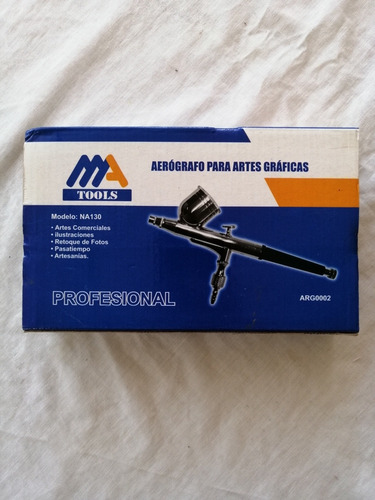 MA
TOOLS
AERÓGRAFO PARA ARTES GRÁFICAS
Modelo: NA130
• Artes Comerciales
• ilustraciones
• Retoque de Fotos
• Pasatiempo
• Artesanías.
PROFESIONAL
ARG0002